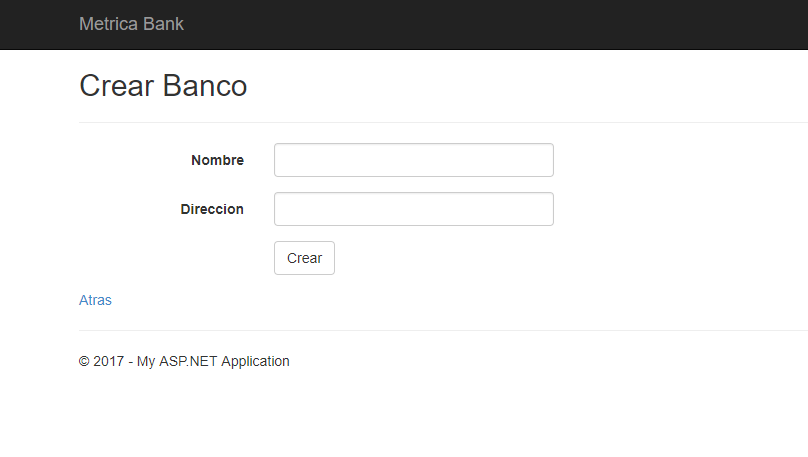 Metrica Bank
Crear Banco
Nombre
Direccion
Crear
Atras
© 2017 - My ASP.NET Application